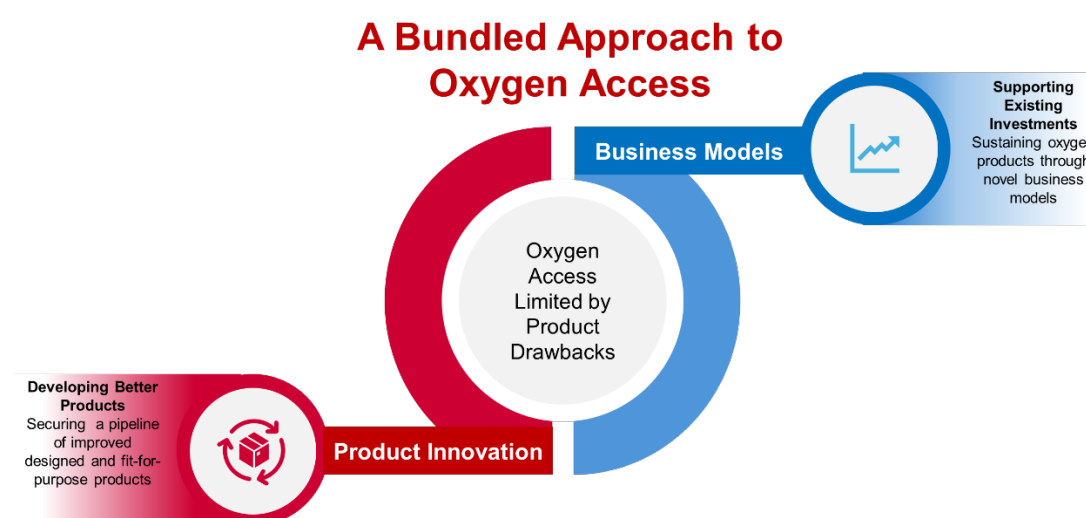 A Bundled Approach to
Oxygen Access
Supporting
Existing
Investments
Sustaining oxyge
products through
novel business
models
Business Models
Oxygen
Access
Limited by
Product
Drawbacks
Developing Better
Products
Securing a pipeline
of improved
designed and fit-for-
purpose products
Product Innovation